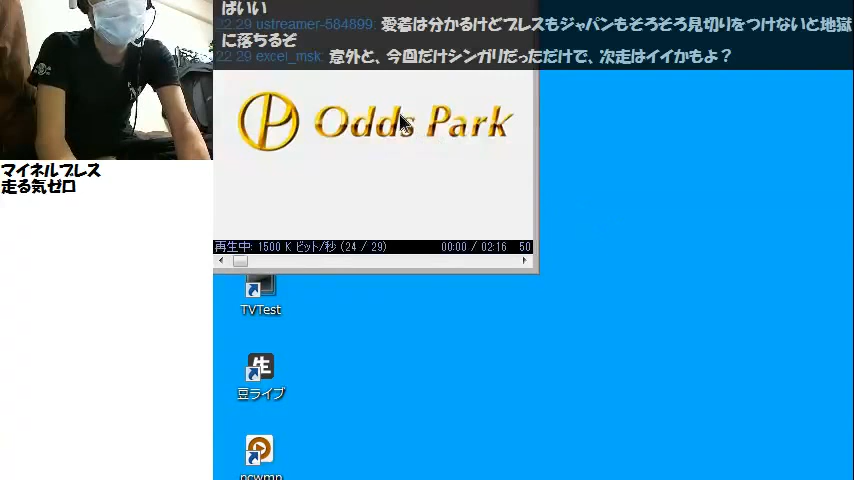 ばいい
22:29 ustreamer-584899: 愛着は分かるけどブレスもジャパンもそろそろ見切りをつけないと地獄
に落ちるぞ
22:29 excel_msk: 意外と、今回だけシンガリだっただけで、次走はイイかもよ？
Odds Park
マイネルブレス
走る気ゼロ
再生中: 1500 K ビット/秒 (24 / 29) 00:00 / 02:16 50
TVTest
生
豆ライブ
ncwmp